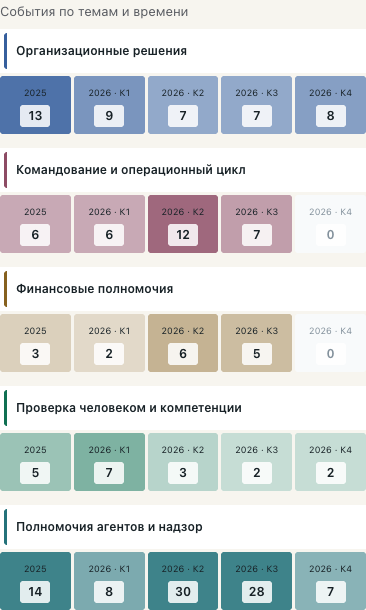 События по темам и времени
Организационные решения
2025 2026 · К1 2026 · К2 2026 · К3 2026 · К4
13 9 7 7 8
Командование и операционный цикл
2025 2026 · К1 2026 · К2 2026 · К3 2026 · К4
6 6 12 7 0
Финансовые полномочия
2025 2026 · К1 2026 · К2 2026 · К3 2026 · К4
3 2 6 5 0
Проверка человеком и компетенции
2025 2026 · К1 2026 · К2 2026 · К3 2026 · К4
5 7 3 2 2
Полномочия агентов и надзор
2025 2026 · К1 2026 · К2 2026 · К3 2026 · К4
14 8 30 28 7